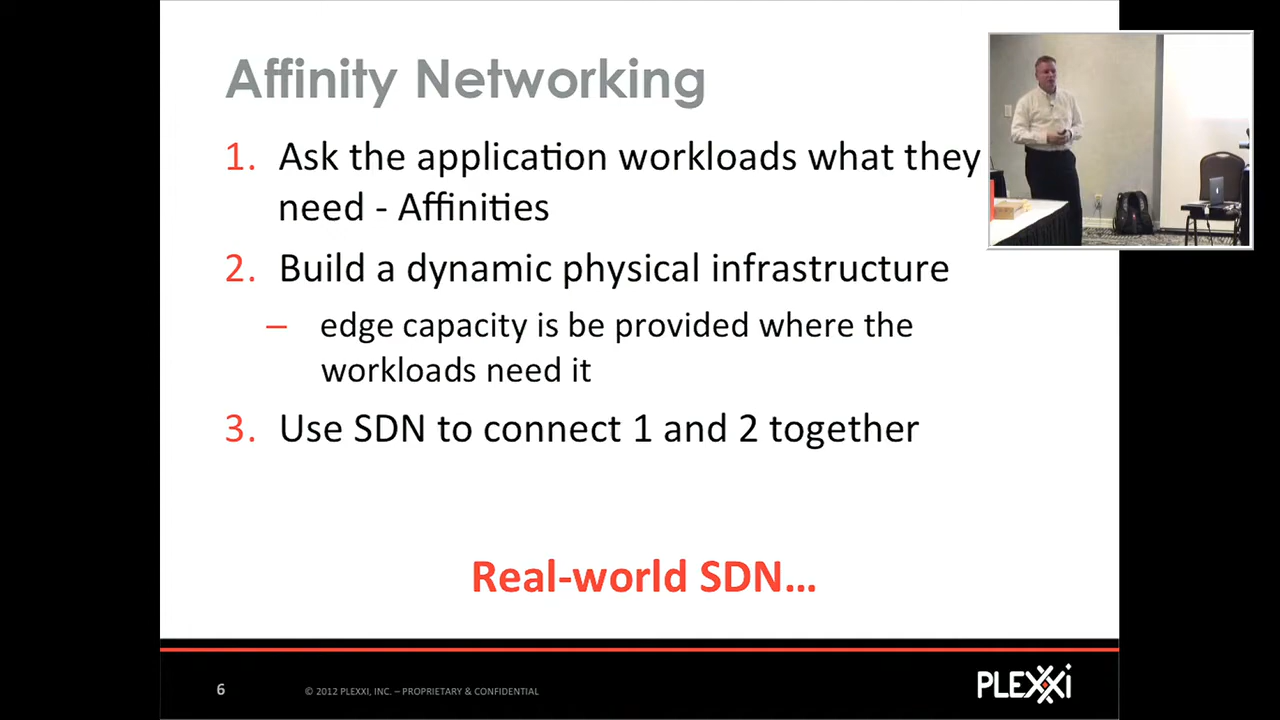 Affinity Networking
1. Ask the application workloads what they
need - Affinities
2. Build a dynamic physical infrastructure
– edge capacity is be provided where the
workloads need it
3. Use SDN to connect 1 and 2 together
Real-world SDN...
6 © 2012 PLEXXI, INC. – PROPRIETARY & CONFIDENTIAL
PLEXXI